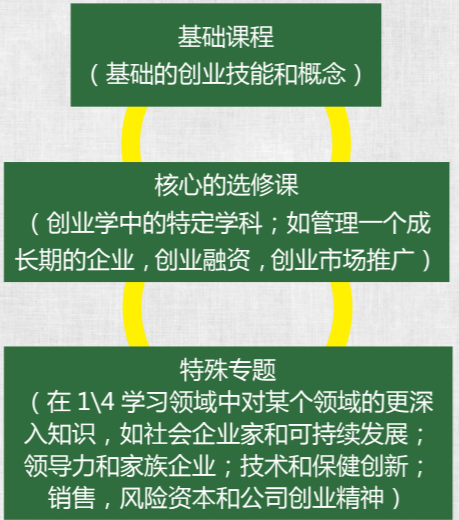 基础课程
（基础的创业技能和概念）
核心的选修课
（创业学中的特定学科；如管理一个成
长期的企业，创业融资，创业市场推广）
特殊专题
（在 1\4 学习领域中对某个领域的更深
入知识，如社会企业家和可持续发展；
领导力和家族企业；技术和保健创新；
销售，风险资本和公司创业精神）